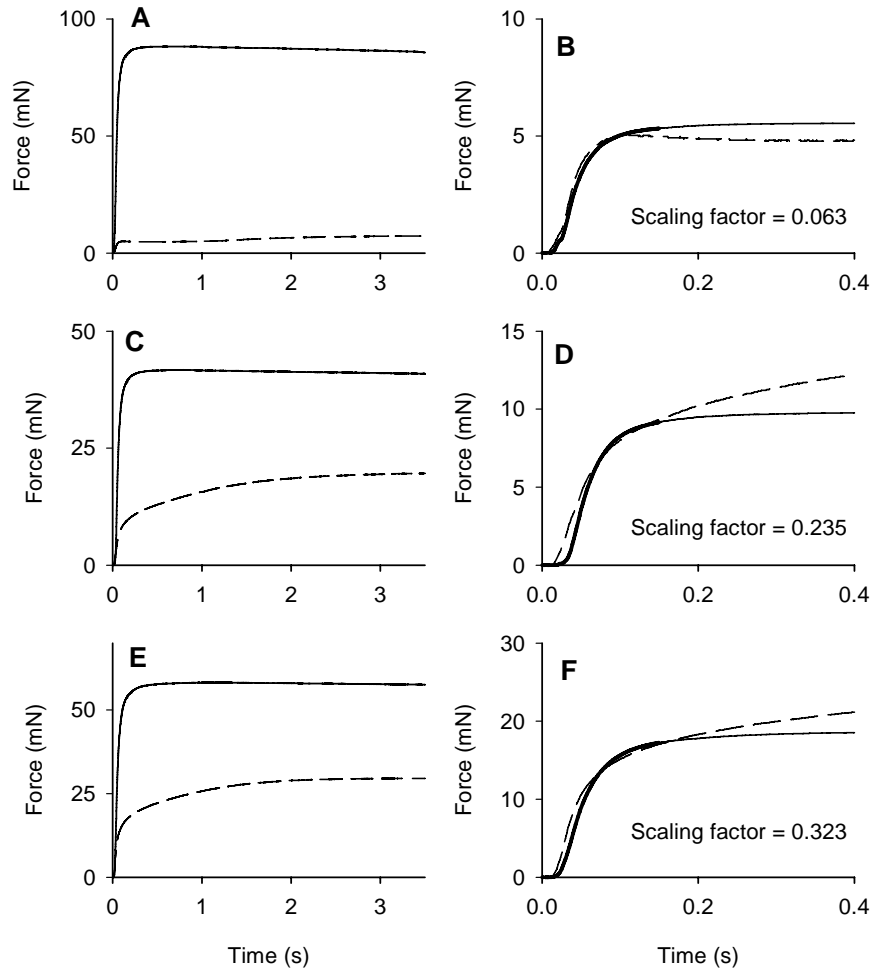 A
B
100
50
0
Force (mN)
0
1
2
3
10
5
0
Force (mN)
Scaling factor = 0.063
0.0
0.2
0.4
C
D
50
25
0
Force (mN)
0
1
2
3
15
10
5
0
Force (mN)
Scaling factor = 0.235
0.0
0.2
0.4
E
F
50
25
0
Force (mN)
0
1
2
3
Time (s)
30
20
10
0
Force (mN)
Scaling factor = 0.323
0.0
0.2
0.4
Time (s)